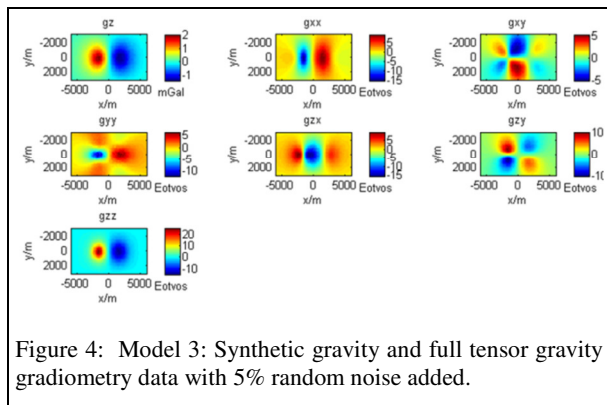 gz
gxx
gxy
-2000
0
2000
y/m
2
1
0
-1
-5000 0 5000 mGal
x/m
-2000
0
2000
y/m
5
0
-5
-10
-15
-5000 0 5000 Eotvos
x/m
-2000
0
2000
y/m
5
0
-5
-5000 0 5000 Eotvos
x/m
gyy
gzx
gzy
-2000
0
2000
y/m
5
0
-5
-10
-5000 0 5000 Eotvos
x/m
-2000
0
2000
y/m
5
0
-5
-10
-15
-5000 0 5000 Eotvos
x/m
-2000
0
2000
y/m
10
0
-10
-5000 0 5000 Eotvos
x/m
gzz
-2000
0
2000
y/m
20
10
0
-10
-5000 0 5000 Eotvos
x/m
Figure 4: Model 3: Synthetic gravity and full tensor gravity
gradiometry data with 5% random noise added.